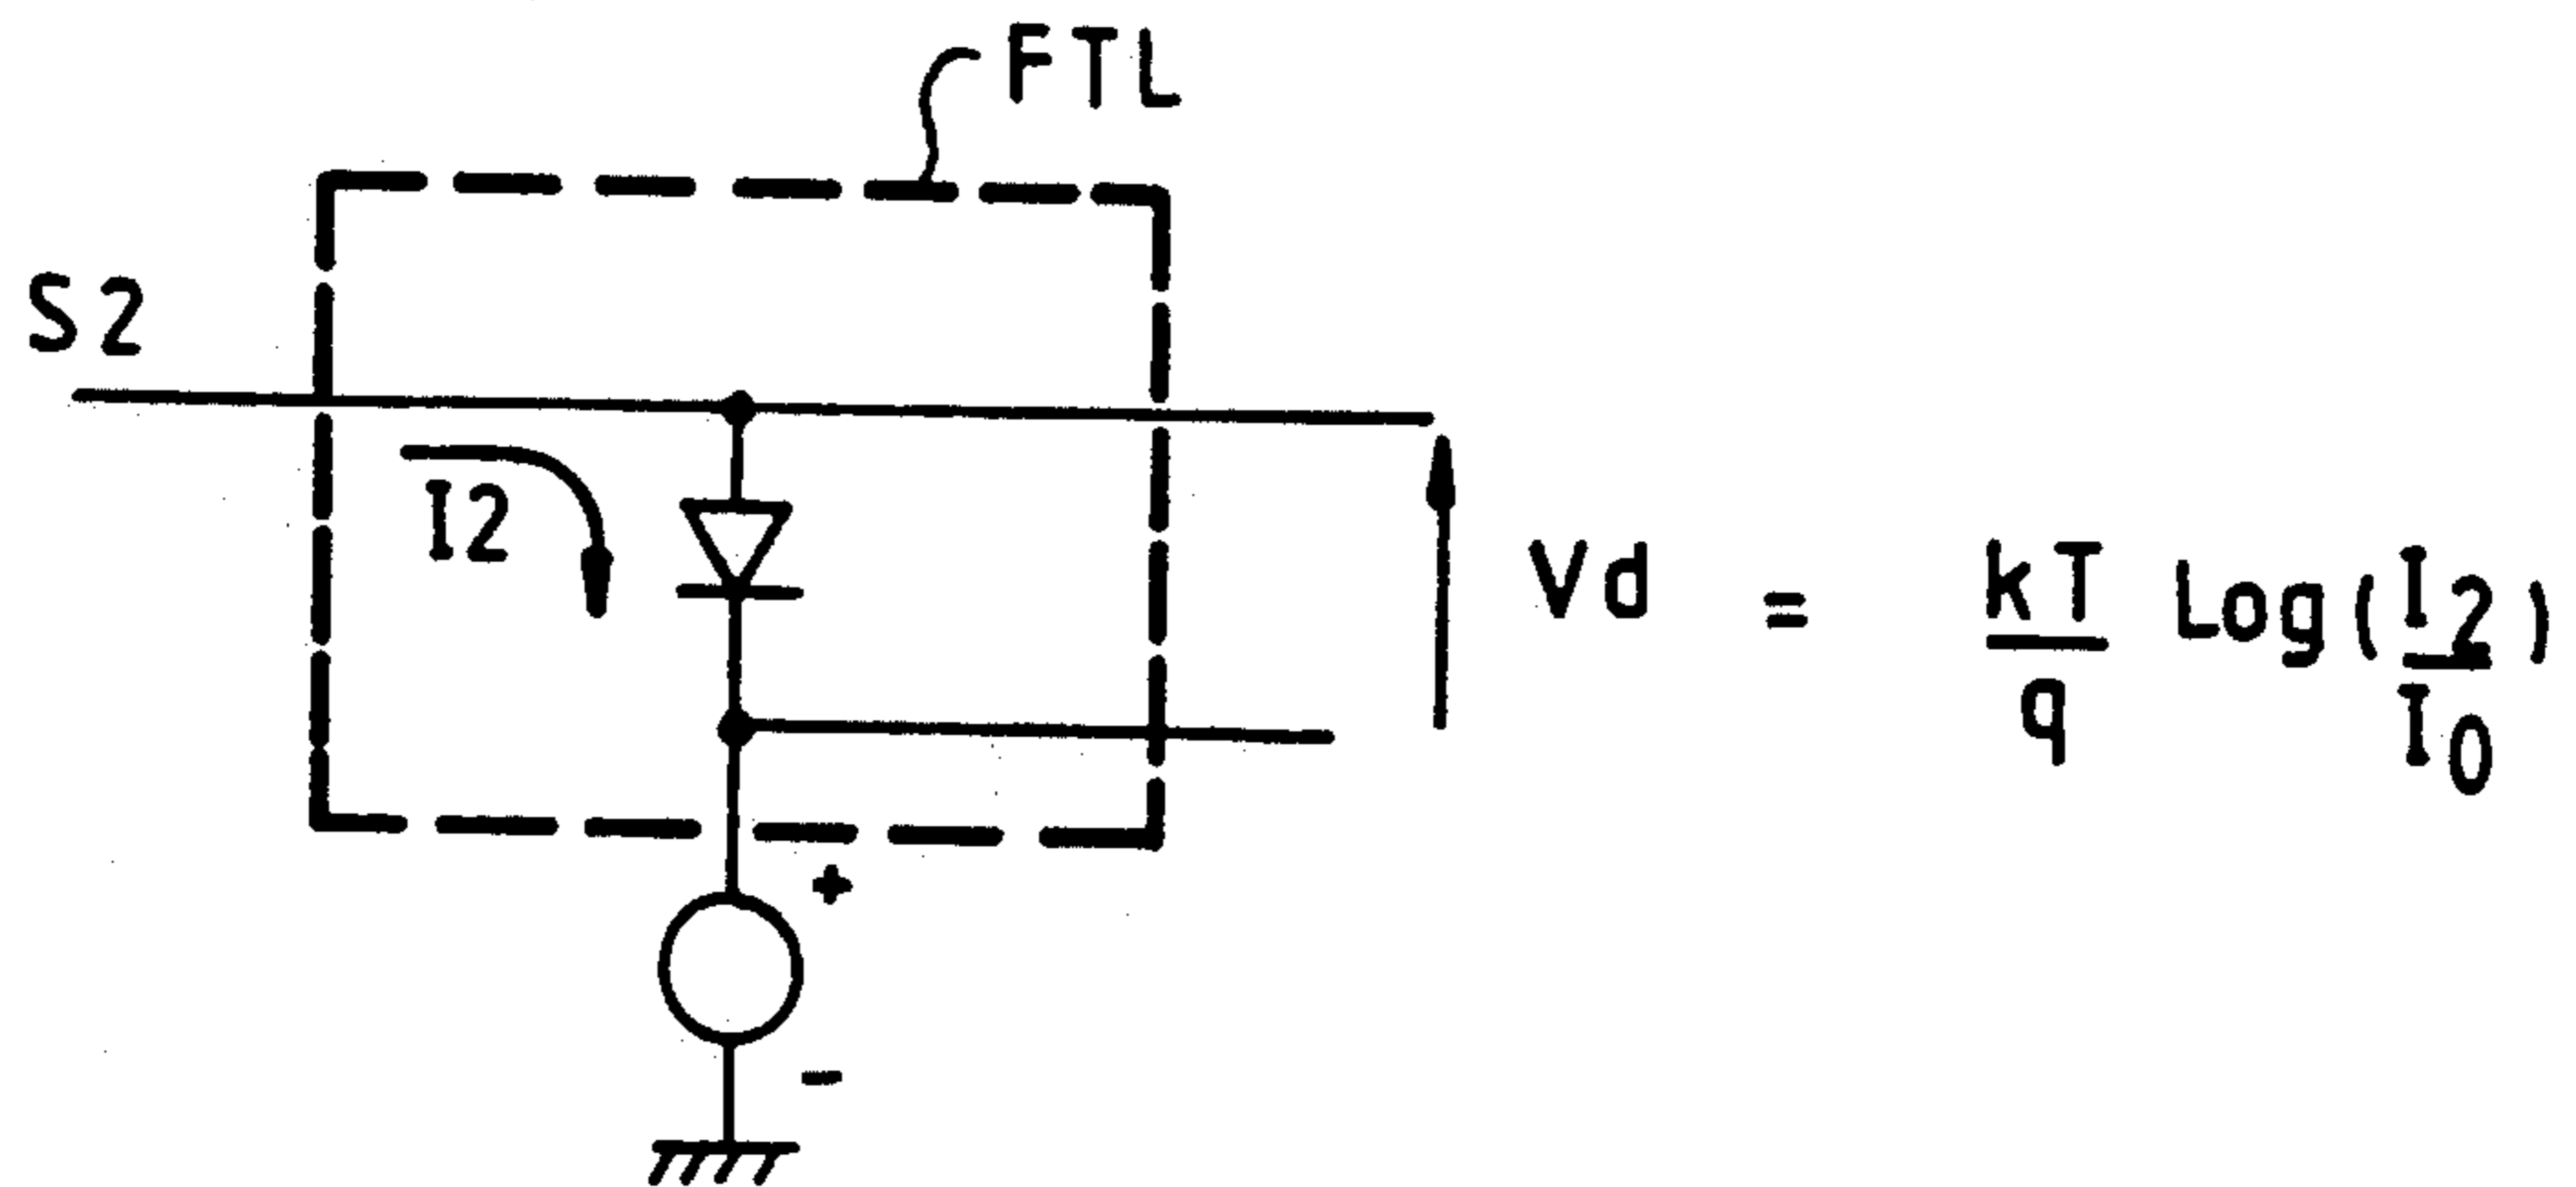 FTL
S2
I2
Vd = kT/q Log(I2/I0)
+
-